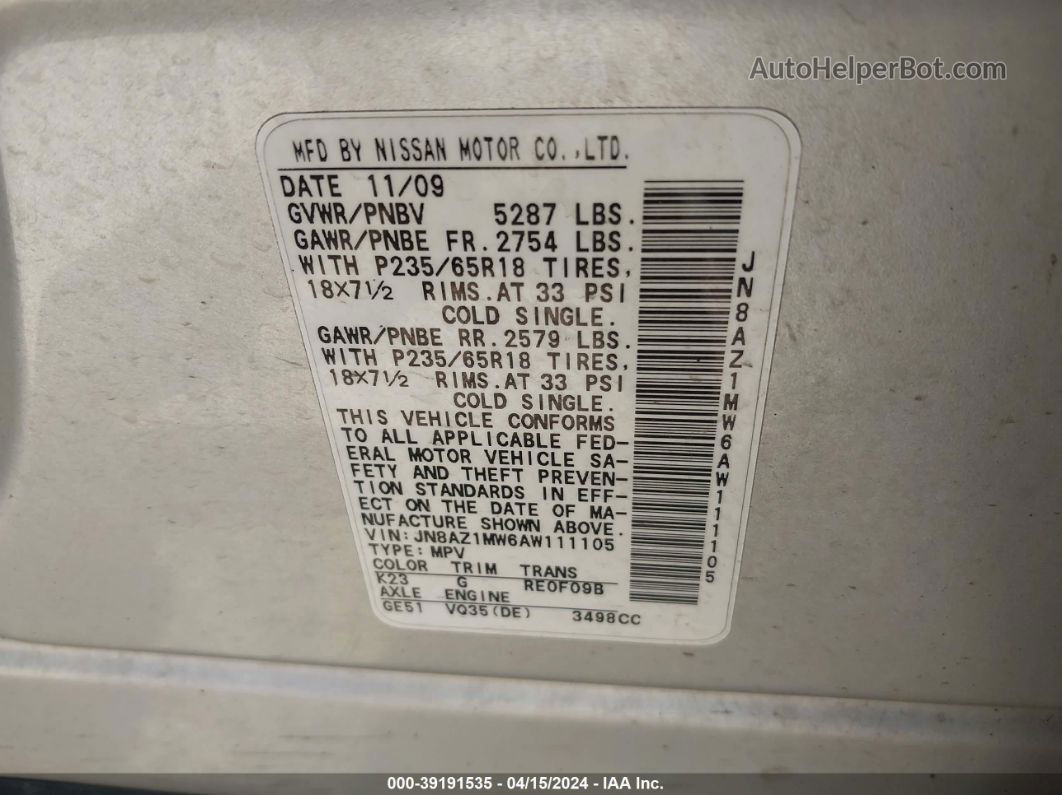 AutoHelperBot.com
MFD BY NISSAN MOTOR CO.,LTD.
DATE 11/09
GVWR/PNBV 5287 LBS.
GAWR/PNBE FR.2754 LBS.
WITH P235/65R18 TIRES,
18X7½ RIMS.AT 33 PSI
COLD SINGLE.
GAWR/PNBE RR.2579 LBS.
WITH P235/65R18 TIRES,
18X7½ RIMS.AT 33 PSI
COLD SINGLE.
THIS VEHICLE CONFORMS
TO ALL APPLICABLE FED-
ERAL MOTOR VEHICLE SA-
FETY AND THEFT PREVEN-
TION STANDARDS IN EFF-
ECT ON THE DATE OF MA-
NUFACTURE SHOWN ABOVE.
VIN:JN8AZ1MW6AW111105
TYPE:MPV
COLOR TRIM TRANS
K23 G RE0F09B
AXLE ENGINE
GE51 VQ35(DE) 3498CC
JN8AZ1MW6AW111105
000-39191535 - 04/15/2024 - IAA Inc.